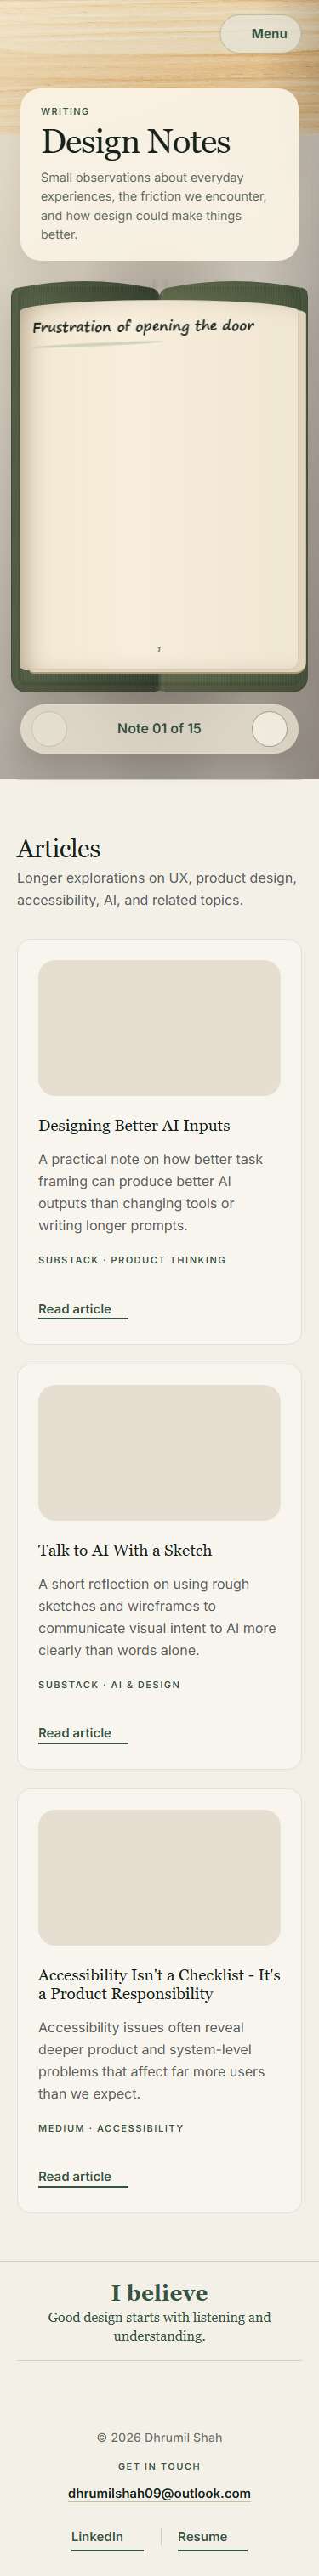 Menu
WRITING
Design Notes
Small observations about everyday
experiences, the friction we encounter,
and how design could make things
better.
Frustration of opening the door
1
Note 01 of 15
Articles
Longer explorations on UX, product design,
accessibility, AI, and related topics.
Designing Better AI Inputs
A practical note on how better task
framing can produce better AI
outputs than changing tools or
writing longer prompts.
SUBSTACK · PRODUCT THINKING
Read article
Talk to AI With a Sketch
A short reflection on using rough
sketches and wireframes to
communicate visual intent to AI more
clearly than words alone.
SUBSTACK · AI & DESIGN
Read article
Accessibility Isn't a Checklist - It's
a Product Responsibility
Accessibility issues often reveal
deeper product and system-level
problems that affect far more users
than we expect.
MEDIUM · ACCESSIBILITY
Read article
I believe
Good design starts with listening and
understanding.
© 2026 Dhrumil Shah
GET IN TOUCH
dhrumilshah09@outlook.com
LinkedIn
Resume